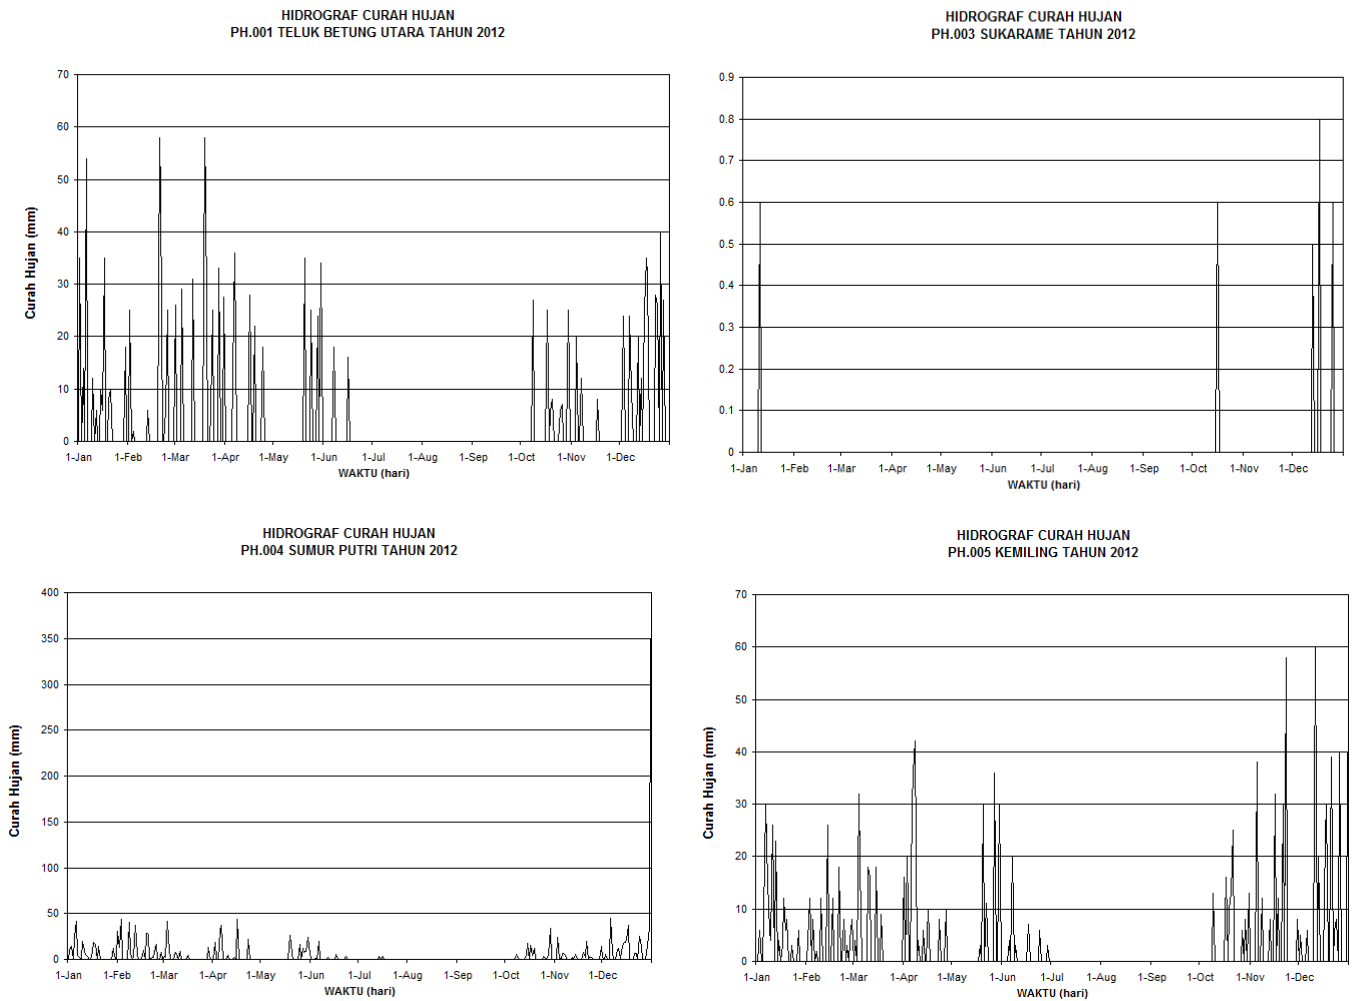 HIDROGRAF CURAH HUJAN
PH.001 TELUK BETUNG UTARA TAHUN 2012
70
60
50
40
30
20
10
0
Curah Hujan (mm)
1-Jan 1-Feb 1-Mar 1-Apr 1-May 1-Jun 1-Jul 1-Aug 1-Sep 1-Oct 1-Nov 1-Dec
WAKTU (hari)
HIDROGRAF CURAH HUJAN
PH.003 SUKARAME TAHUN 2012
0.9
0.8
0.7
0.6
0.5
0.4
0.3
0.2
0.1
0
1-Jan 1-Feb 1-Mar 1-Apr 1-May 1-Jun 1-Jul 1-Aug 1-Sep 1-Oct 1-Nov 1-Dec
WAKTU (hari)
HIDROGRAF CURAH HUJAN
PH.004 SUMUR PUTRI TAHUN 2012
400
350
300
250
200
150
100
50
0
Curah Hujan (mm)
1-Jan 1-Feb 1-Mar 1-Apr 1-May 1-Jun 1-Jul 1-Aug 1-Sep 1-Oct 1-Nov 1-Dec
WAKTU (hari)
HIDROGRAF CURAH HUJAN
PH.005 KEMILING TAHUN 2012
70
60
50
40
30
20
10
0
Curah Hujan (mm)
1-Jan 1-Feb 1-Mar 1-Apr 1-May 1-Jun 1-Jul 1-Aug 1-Sep 1-Oct 1-Nov 1-Dec
WAKTU (hari)